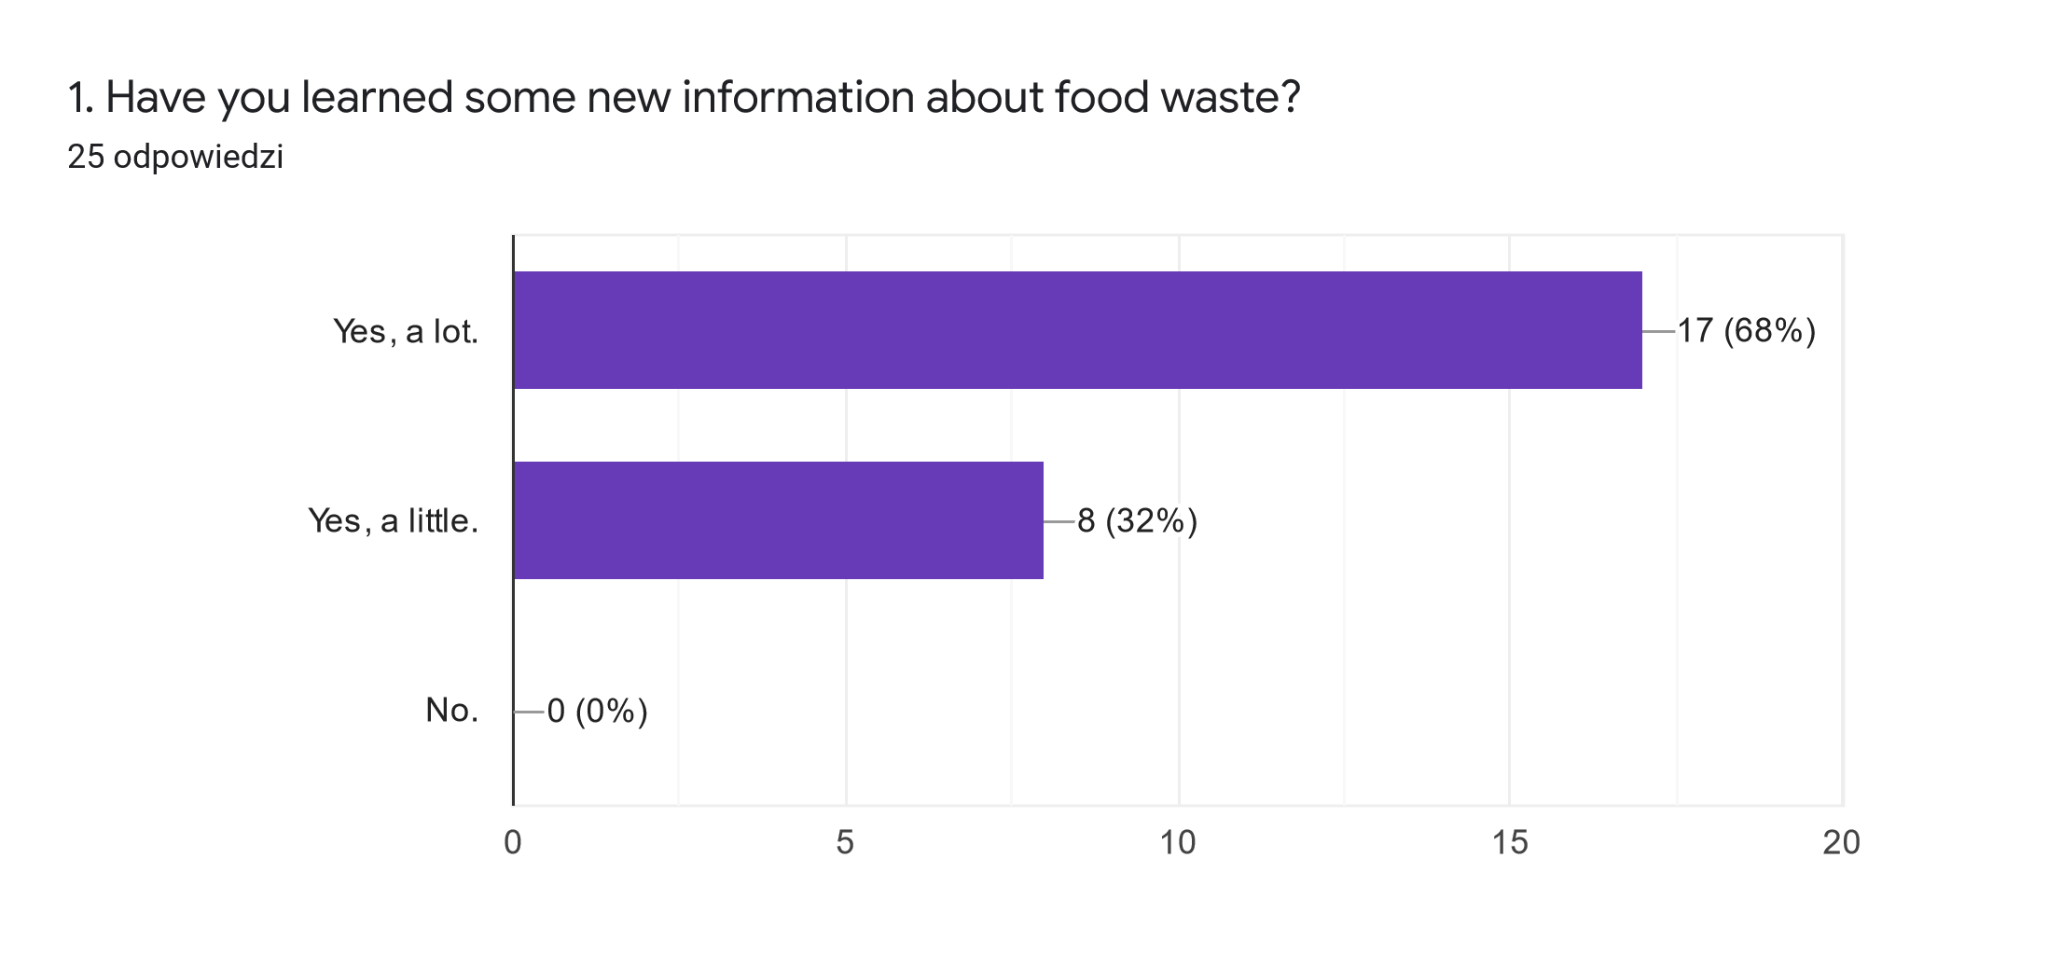 1. Have you learned some new information about food waste?
25 odpowiedzi
Yes, a lot.
17 (68%)
Yes, a little.
8 (32%)
No.
0 (0%)
0 5 10 15 20